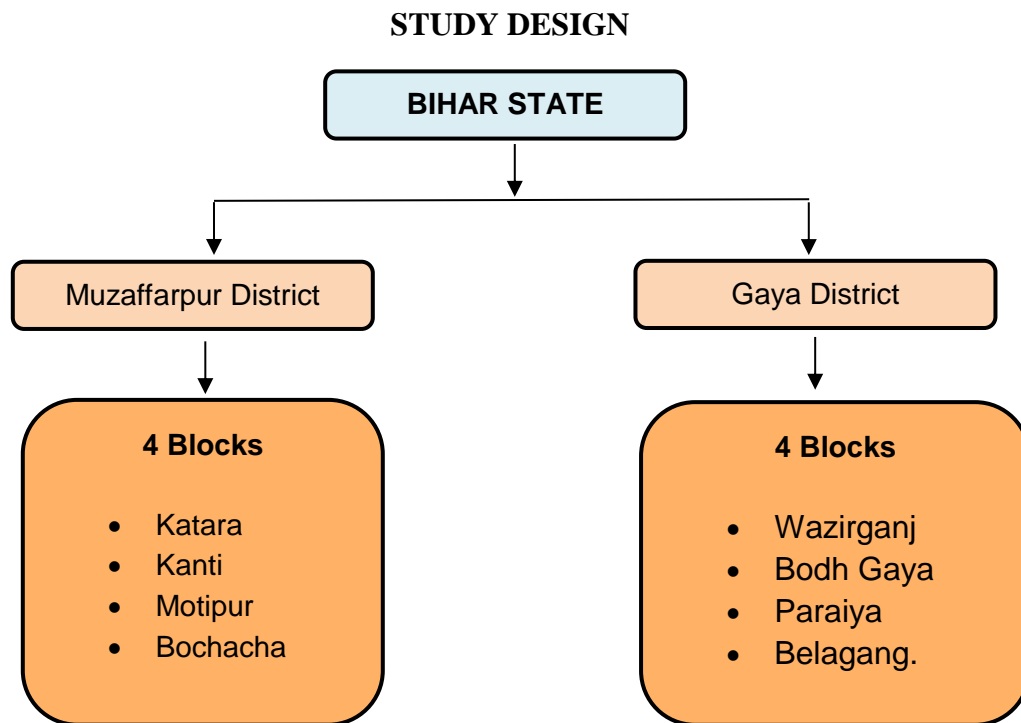 STUDY DESIGN
BIHAR STATE
Muzaffarpur District
Gaya District
4 Blocks
• Katara
• Kanti
• Motipur
• Bochacha
4 Blocks
• Wazirganj
• Bodh Gaya
• Paraiya
• Belagang.